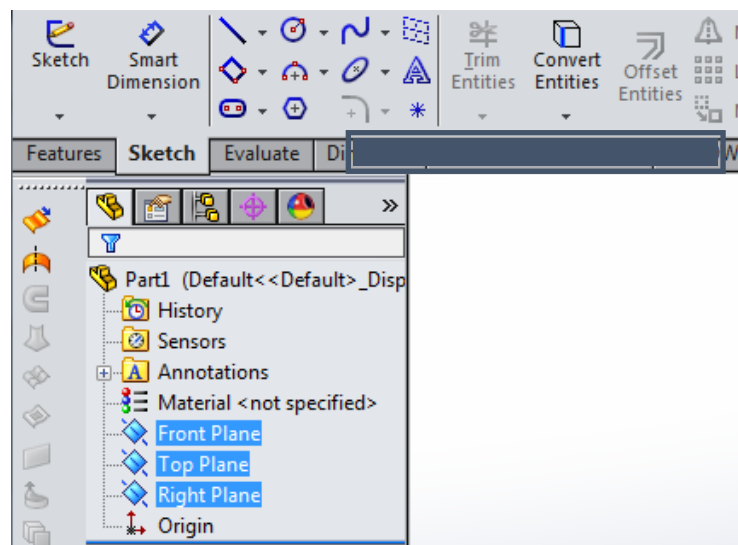 Sketch
Smart Dimension
Trim Entities
Convert Entities
Offset Entities
Features
Sketch
Evaluate
Part1 (Default<<Default>_Disp
History
Sensors
A Annotations
Material <not specified>
Front Plane
Top Plane
Right Plane
Origin